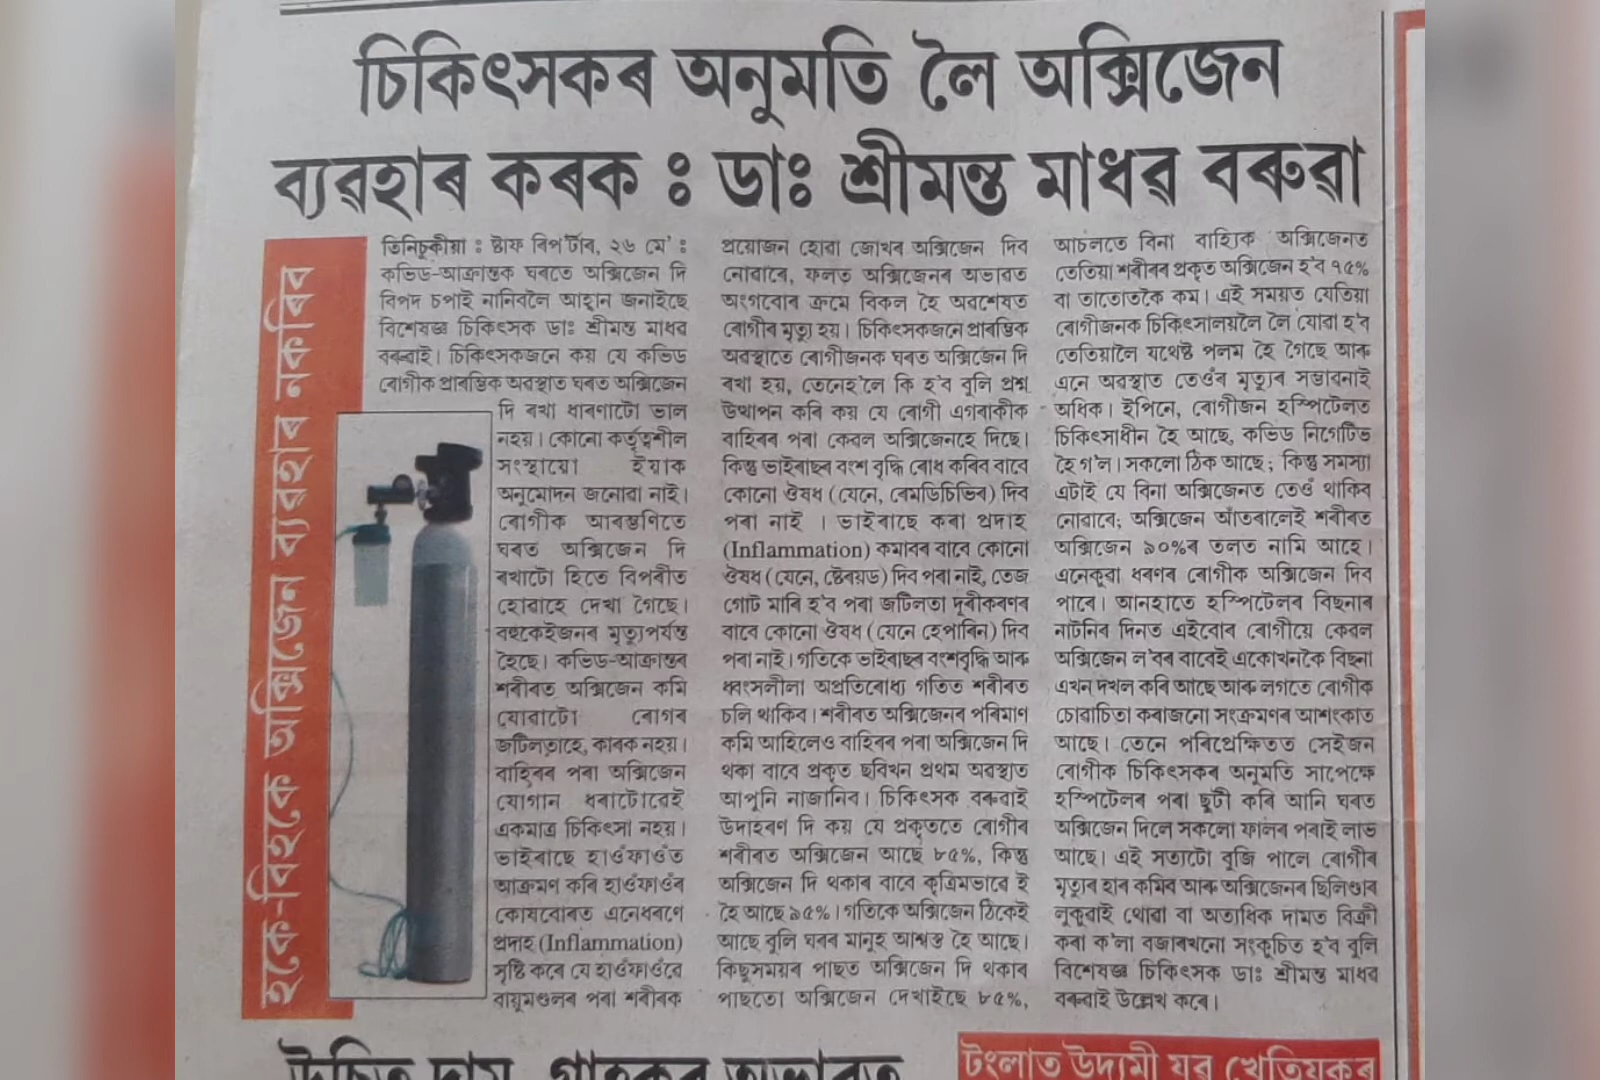 চিকিৎসকৰ অনুমতি লৈ অক্সিজেন
ব্যৱহাৰ কৰক : ডাঃ শ্ৰীমন্ত মাধৱ বৰুৱা
হকে-বিহকে অক্সিজেন ব্যৱহাৰ নকৰিব
তিনিচুকীয়া : ষ্টাফ ৰিপ'ৰ্টাৰ, ২৬ মে' :
কভিড-আক্ৰান্তক ঘৰতে অক্সিজেন দি
বিপদ চপাই নানিবলৈ আহ্বান জনাইছে
বিশেষজ্ঞ চিকিৎসক ডাঃ শ্ৰীমন্ত মাধৱ
বৰুৱাই। চিকিৎসকজনে কয় যে কভিড
ৰোগীক প্ৰাৰম্ভিক অৱস্থাত ঘৰত অক্সিজেন
দি ৰখা ধাৰণাটো ভাল
নহয়। কোনো কৰ্তৃত্বশীল
সংস্থায়ো ইয়াক
অনুমোদন জনোৱা নাই।
ৰোগীক আৰম্ভণিতে
ঘৰত অক্সিজেন দি
ৰখাটো হিতে বিপৰীত
হোৱাহে দেখা গৈছে।
বহুকেইজনৰ মৃত্যুপৰ্যন্ত
হৈছে। কভিড-আক্ৰান্তৰ
শৰীৰত অক্সিজেন কমি
যোৱাটো ৰোগৰ
জটিলতাহে, কাৰক নহয়।
বাহিৰৰ পৰা অক্সিজেন
যোগান ধৰাটোৱেই
একমাত্ৰ চিকিৎসা নহয়।
ভাইৰাছে হাওঁফাওঁত
আক্ৰমণ কৰি হাওঁফাওঁৰ
কোষবোৰত এনেধৰণে
প্ৰদাহ (Inflammation)
সৃষ্টি কৰে যে হাওঁফাওঁৱে
বায়ুমণ্ডলৰ পৰা শৰীৰক
প্ৰয়োজন হোৱা জোখৰ অক্সিজেন দিব
নোৱাৰে, ফলত অক্সিজেনৰ অভাৱত
অংগবোৰ ক্ৰমে বিকল হৈ অৱশেষত
ৰোগীৰ মৃত্যু হয়। চিকিৎসকজনে প্ৰাৰম্ভিক
অৱস্থাতে ৰোগীজনক ঘৰত অক্সিজেন দি
ৰখা হয়, তেনেহ'লৈ কি হ'ব বুলি প্ৰশ্ন
উত্থাপন কৰি কয় যে ৰোগী এগৰাকীক
বাহিৰৰ পৰা কেৱল অক্সিজেনহে দিছে।
কিন্তু ভাইৰাছৰ বংশ বৃদ্ধি ৰোধ কৰিব বাবে
কোনো ঔষধ (যেনে, ৰেমডিচিভিৰ) দিব
পৰা নাই । ভাইৰাছে কৰা প্ৰদাহ
(Inflammation) কমাবৰ বাবে কোনো
ঔষধ (যেনে, ষ্টেৰয়ড) দিব পৰা নাই, তেজ
গোট মাৰি হ'ব পৰা জটিলতা দূৰীকৰণৰ
বাবে কোনো ঔষধ (যেনে হেপাৰিন) দিব
পৰা নাই। গতিকে ভাইৰাছৰ বংশবৃদ্ধি আৰু
ধ্বংসলীলা অপ্ৰতিৰোধ্য গতিত শৰীৰত
চলি থাকিব। শৰীৰত অক্সিজেনৰ পৰিমাণ
কমি আহিলেও বাহিৰৰ পৰা অক্সিজেন দি
থকা বাবে প্ৰকৃত ছবিখন প্ৰথম অৱস্থাত
আপুনি নাজানিব। চিকিৎসক বৰুৱাই
উদাহৰণ দি কয় যে প্ৰকৃততে ৰোগীৰ
শৰীৰত অক্সিজেন আছে ৮৫%, কিন্তু
অক্সিজেন দি থকাৰ বাবে কৃত্ৰিমভাৱে ই
হৈ আছে ৯৫%। গতিকে অক্সিজেন ঠিকেই
আছে বুলি ঘৰৰ মানুহ আশ্বস্ত হৈ আছে।
কিছুসময়ৰ পাছত অক্সিজেন দি থকাৰ
পাছতো অক্সিজেন দেখাইছে ৮৫%,
আচলতে বিনা বাহ্যিক অক্সিজেনত
তেতিয়া শৰীৰৰ প্ৰকৃত অক্সিজেন হ'ব ৭৫%
বা তাতোতকৈ কম। এই সময়ত যেতিয়া
ৰোগীজনক চিকিৎসালয়লৈ লৈ যোৱা হ'ব
তেতিয়ালৈ যথেষ্ট পলম হৈ গৈছে আৰু
এনে অৱস্থাত তেওঁৰ মৃত্যুৰ সম্ভাৱনাই
অধিক। ইপিনে, ৰোগীজন হস্পিটেলত
চিকিৎসাধীন হৈ আছে, কভিড নিগেটিভ
হৈ গ'ল। সকলো ঠিক আছে ; কিন্তু সমস্যা
এটাই যে বিনা অক্সিজেনত তেওঁ থাকিব
নোৱাৰে; অক্সিজেন আঁতৰালেই শৰীৰত
অক্সিজেন ৯০%ৰ তলত নামি আহে।
এনেকুৱা ধৰণৰ ৰোগীক অক্সিজেন দিব
পাৰে। আনহাতে হস্পিটেলৰ বিছনাৰ
নাটনিৰ দিনত এইবোৰ ৰোগীয়ে কেৱল
অক্সিজেন ল'বৰ বাবেই একোখনকৈ বিছনা
এখন দখল কৰি আছে আৰু লগতে ৰোগীক
চোৱাচিতা কৰাজনো সংক্ৰমণৰ আশংকাত
আছে। তেনে পৰিপ্ৰেক্ষিতত সেইজন
ৰোগীক চিকিৎসকৰ অনুমতি সাপেক্ষে
হস্পিটেলৰ পৰা ছুটী কৰি আনি ঘৰত
অক্সিজেন দিলে সকলো ফালৰ পৰাই লাভ
আছে। এই সত্যটো বুজি পালে ৰোগীৰ
মৃত্যুৰ হাৰ কমিব আৰু অক্সিজেনৰ ছিলিণ্ডাৰ
লুকুৱাই থোৱা বা অত্যধিক দামত বিক্ৰী
কৰা ক'লা বজাৰখনো সংকুচিত হ'ব বুলি
বিশেষজ্ঞ চিকিৎসক ডাঃ শ্ৰীমন্ত মাধৱ
বৰুৱাই উল্লেখ কৰে।
টংলাত উদ্যমী যুৱ খেতিয়কৰ